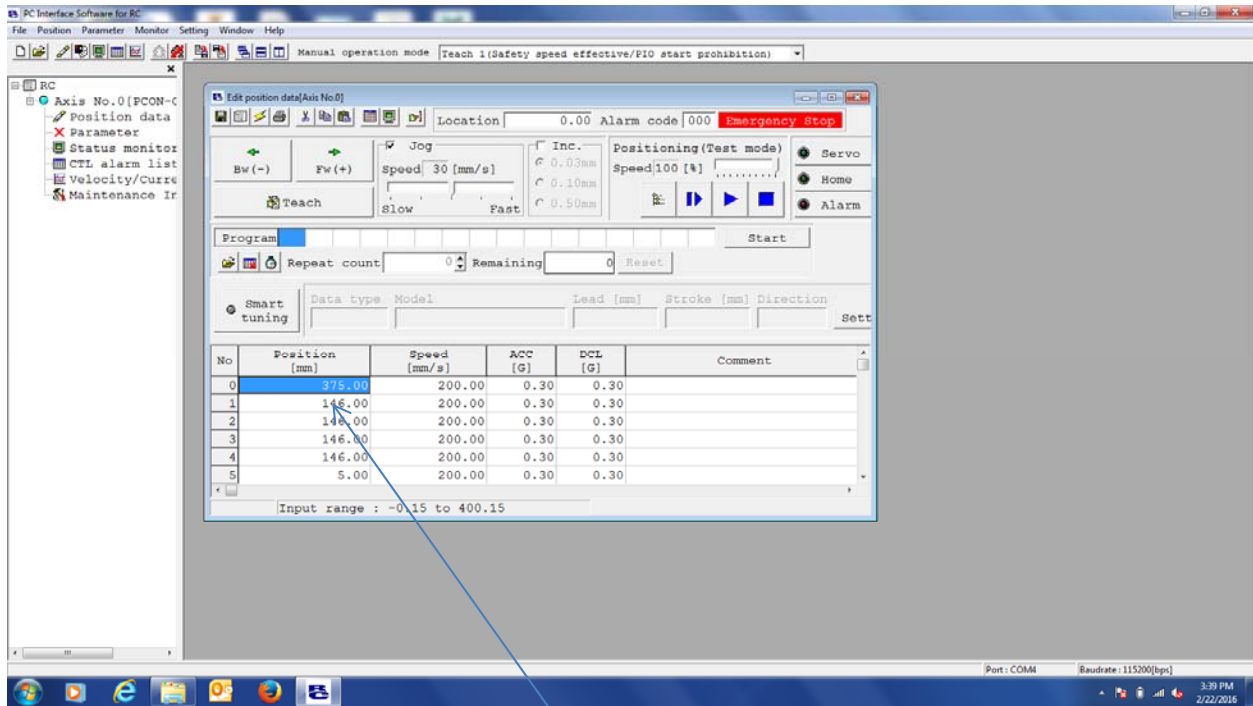 PC Interface Software for RC
File Position Parameter Monitor Setting Window Help
Manual operation mode Teach 1(Safety speed effective/PIO start prohibition)
RC
Axis No.0[PCON-C
Position data
Parameter
Status monitor
CTL alarm list
Velocity/Curre
Maintenance In
Edit position data[Axis No.0]
Location 0.00 Alarm code 000 Emergency Stop
Bw(-) Fw(+)
Teach
Jog
Speed 30 [mm/s]
Slow Fast
Inc.
0.03mm
0.10mm
0.50mm
Positioning(Test mode)
Speed 100 [%]
Servo
Home
Alarm
Program Start
Repeat count 0 Remaining 0 Reset
Smart tuning
Data type Model Lead [mm] Stroke [mm] Direction
Sett
No Position [mm] Speed [mm/s] ACC [G] DCL [G] Comment
0 375.00 200.00 0.30 0.30
1 146.00 200.00 0.30 0.30
2 146.00 200.00 0.30 0.30
3 146.00 200.00 0.30 0.30
4 146.00 200.00 0.30 0.30
5 5.00 200.00 0.30 0.30
Input range : -0.15 to 400.15
Port : COM4 Baudrate : 115200[bps]
3:39 PM
2/22/2016